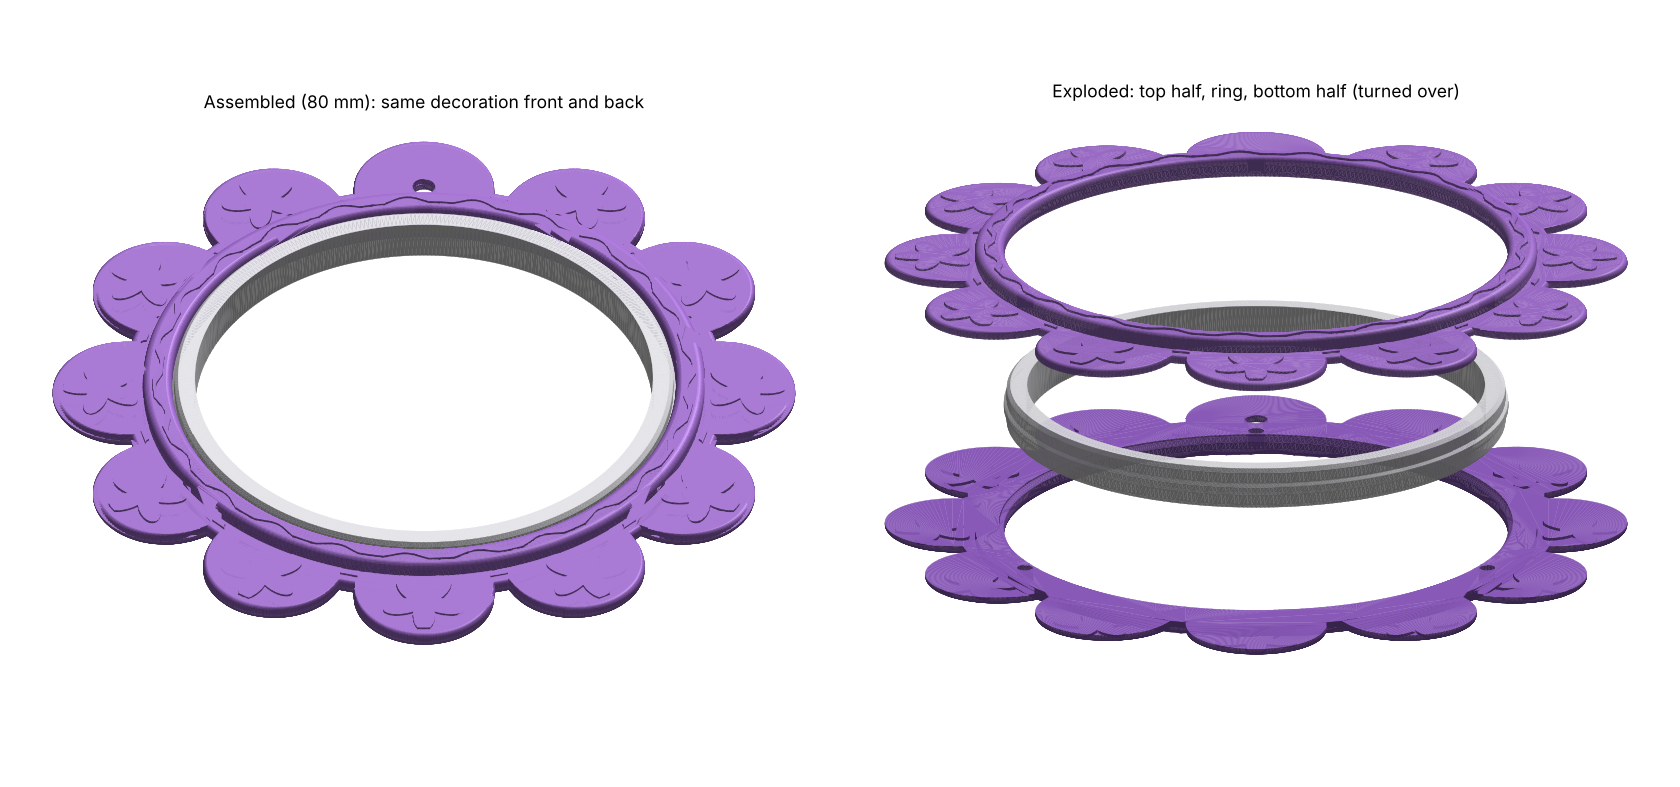 Assembled (80 mm): same decoration front and back
Exploded: top half, ring, bottom half (turned over)